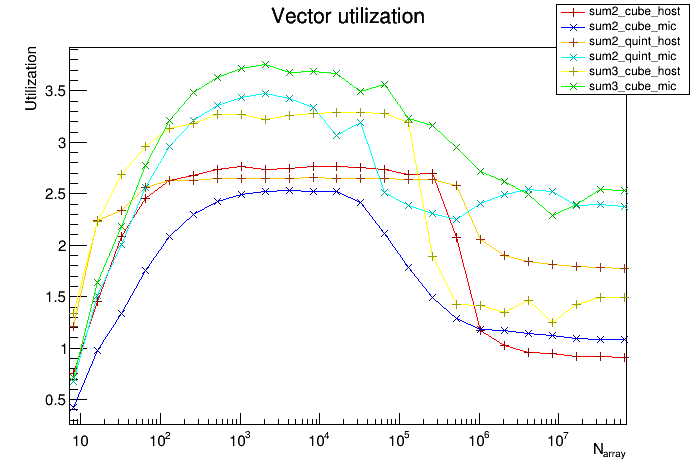 Vector utilization
sum2_cube_host
sum2_cube_mic
sum2_quint_host
sum2_quint_mic
sum3_cube_host
sum3_cube_mic
Utilization
3.5
3
2.5
2
1.5
1
0.5
10
10²
10³
10⁴
10⁵
10⁶
10⁷
N_array